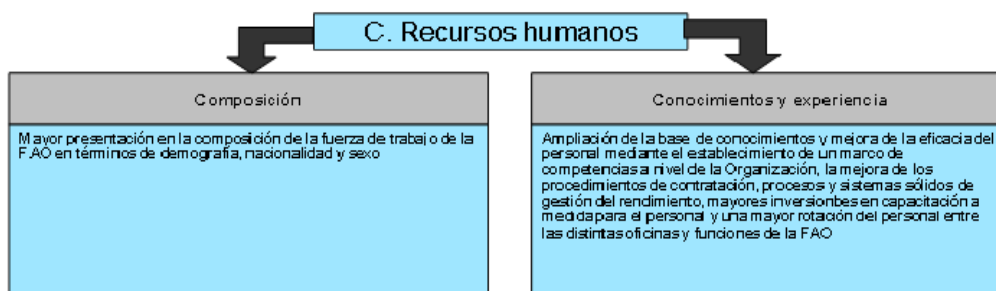 C. Recursos humanos
Composición
Mayor presentación en la composición de la fuerza de trabajo de la
FAO en términos de demografía, nacionalidad y sexo
Conocimientos y experiencia
Ampliación de la base de conocimientos y mejora de la eficacia del
personal mediante el establecimiento de un marco de
competencias a nivel de la Organización, la mejora de los
procedimientos de contratación, procesos y sistemas sólidos de
gestión del rendimiento, mayores inversionbes en capacitación a
medida para el personal y una mayor rotación del personal entre
las distintas oficinas y funciones de la FAO